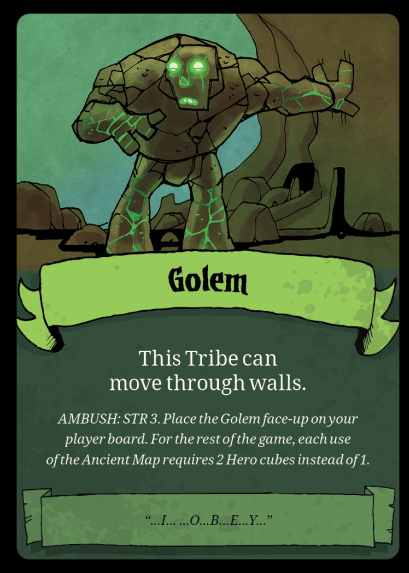 Golem
This Tribe can
move through walls.
AMBUSH: STR 3. Place the Golem face-up on your
player board. For the rest of the game, each use
of the Ancient Map requires 2 Hero cubes instead of 1.
“...I... ...O...B...E...Y...”